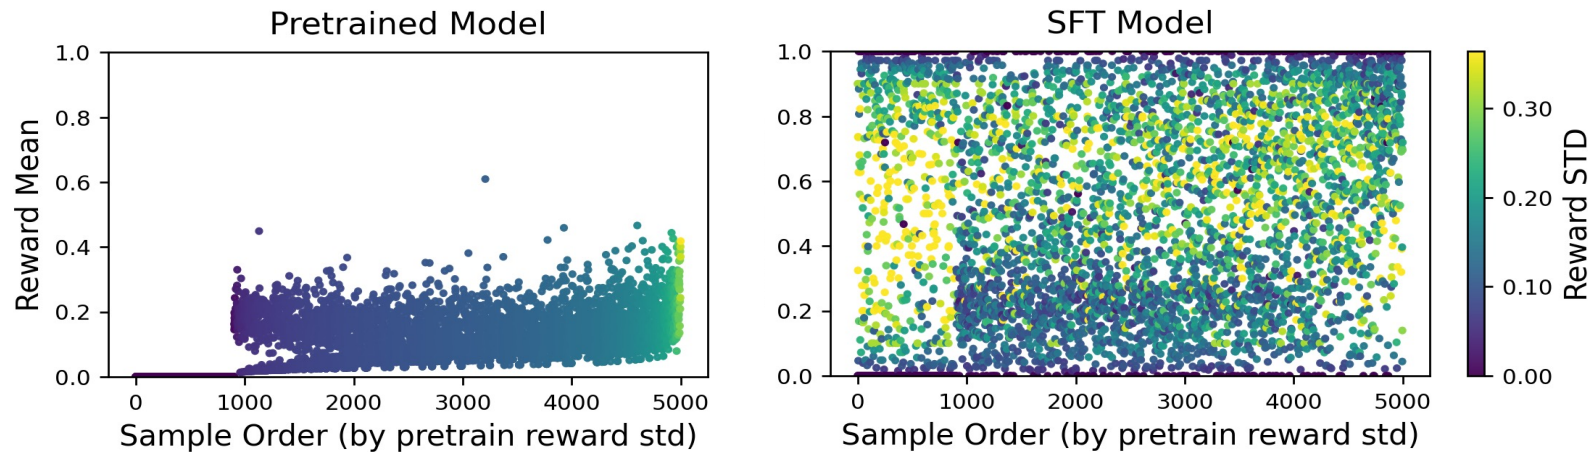 Pretrained Model
1.0
0.8
0.6
0.4
0.2
0.0
Reward Mean
0 1000 2000 3000 4000 5000
Sample Order (by pretrain reward std)
SFT Model
1.0
0.8
0.6
0.4
0.2
0.0
0 1000 2000 3000 4000 5000
Sample Order (by pretrain reward std)
0.30
0.20
0.10
0.00
Reward STD